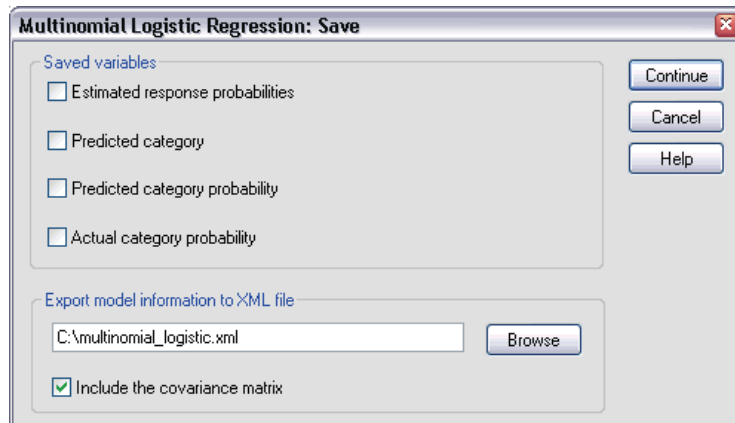 Multinomial Logistic Regression: Save
Saved variables
Estimated response probabilities
Predicted category
Predicted category probability
Actual category probability
Continue
Cancel
Help
Export model information to XML file
C:\multinomial_logistic.xml
Browse
Include the covariance matrix